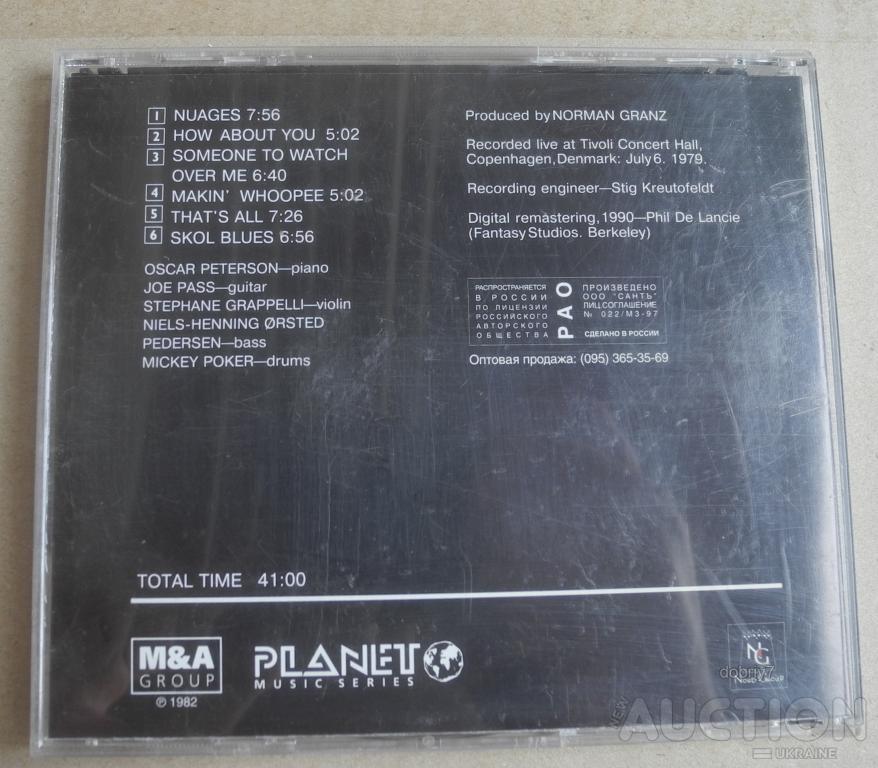 1 NUAGES 7:56
2 HOW ABOUT YOU 5:02
3 SOMEONE TO WATCH
OVER ME 6:40
4 MAKIN' WHOOPEE 5:02
5 THAT'S ALL 7:26
6 SKOL BLUES 6:56
OSCAR PETERSON—piano
JOE PASS—guitar
STEPHANE GRAPPELLI—violin
NIELS-HENNING ØRSTED
PEDERSEN—bass
MICKEY POKER—drums
Produced by NORMAN GRANZ
Recorded live at Tivoli Concert Hall,
Copenhagen, Denmark: July 6. 1979.
Recording engineer—Stig Kreutofeldt
Digital remastering, 1990—Phil De Lancie
(Fantasy Studios. Berkeley)
РАСПРОСТРАНЯЕТСЯ
В РОССИИ
ПО ЛИЦЕНЗИИ
РОССИЙСКОГО
АВТОРСКОГО
ОБЩЕСТВА
РАО
ПРОИЗВЕДЕНО
ООО "САНТЬ"
ЛИЦ.СОГЛАШЕНИЕ
№ 022/МЗ-97
СДЕЛАНО В РОССИИ
Оптовая продажа: (095) 365-35-69
TOTAL TIME 41:00
M&A
GROUP
℗ 1982
PLANET
MUSIC SERIES
NG
NORD GROUP
dobriy7
NEW
AUCTION
UKRAINE